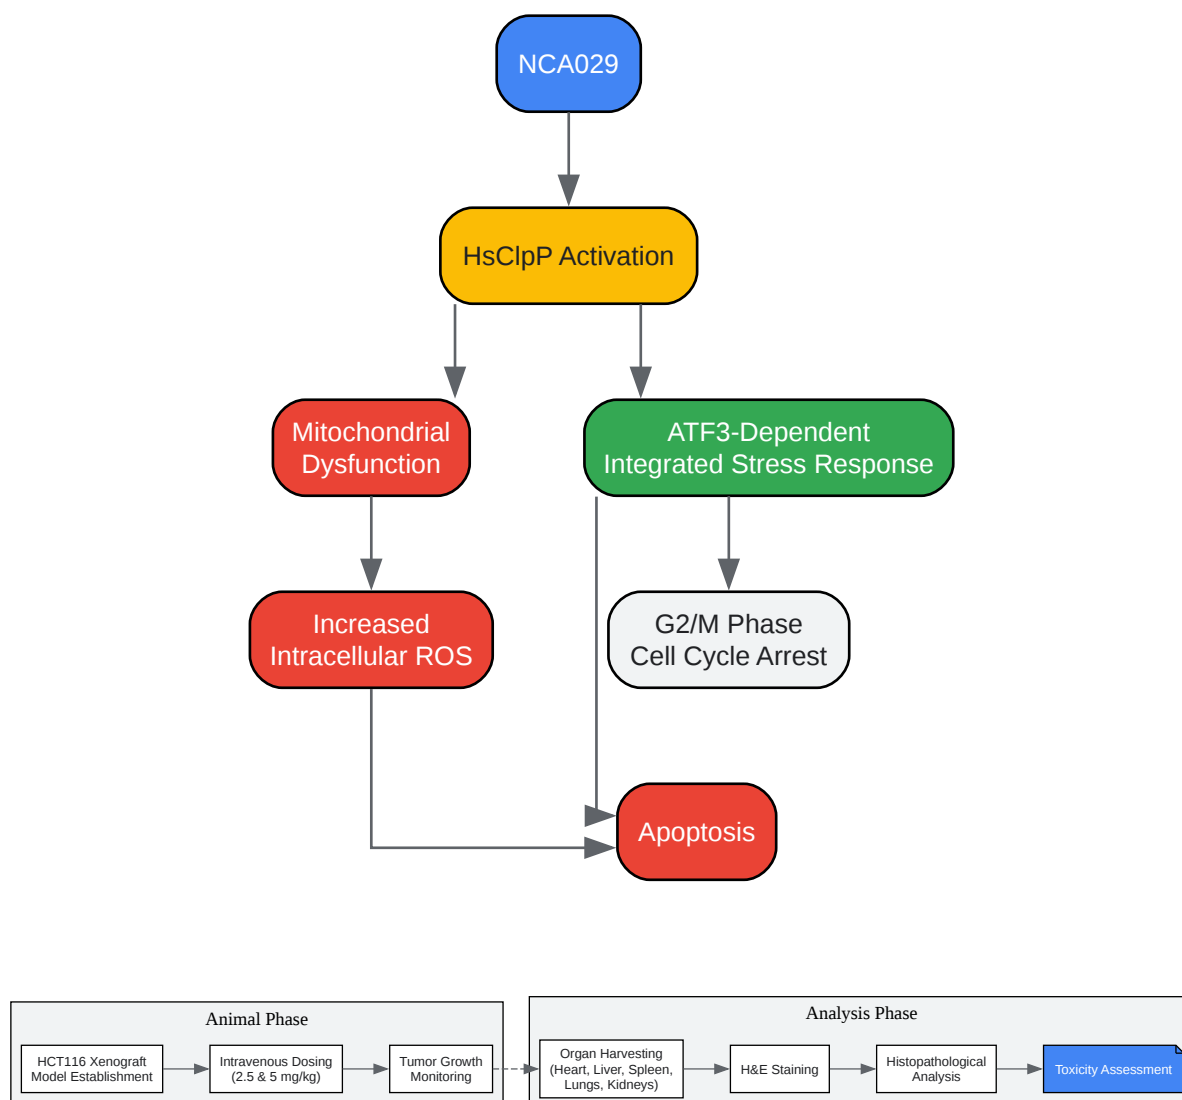 NCA029
HsClpP Activation
Mitochondrial
Dysfunction
ATF3-Dependent
Integrated Stress Response
Increased
Intracellular ROS
G2/M Phase
Cell Cycle Arrest
Apoptosis
Animal Phase
HCT116 Xenograft
Model Establishment
Intravenous Dosing
(2.5 & 5 mg/kg)
Tumor Growth
Monitoring
Analysis Phase
Organ Harvesting
(Heart, Liver, Spleen,
Lungs, Kidneys)
H&E Staining
Histopathological
Analysis
Toxicity Assessment